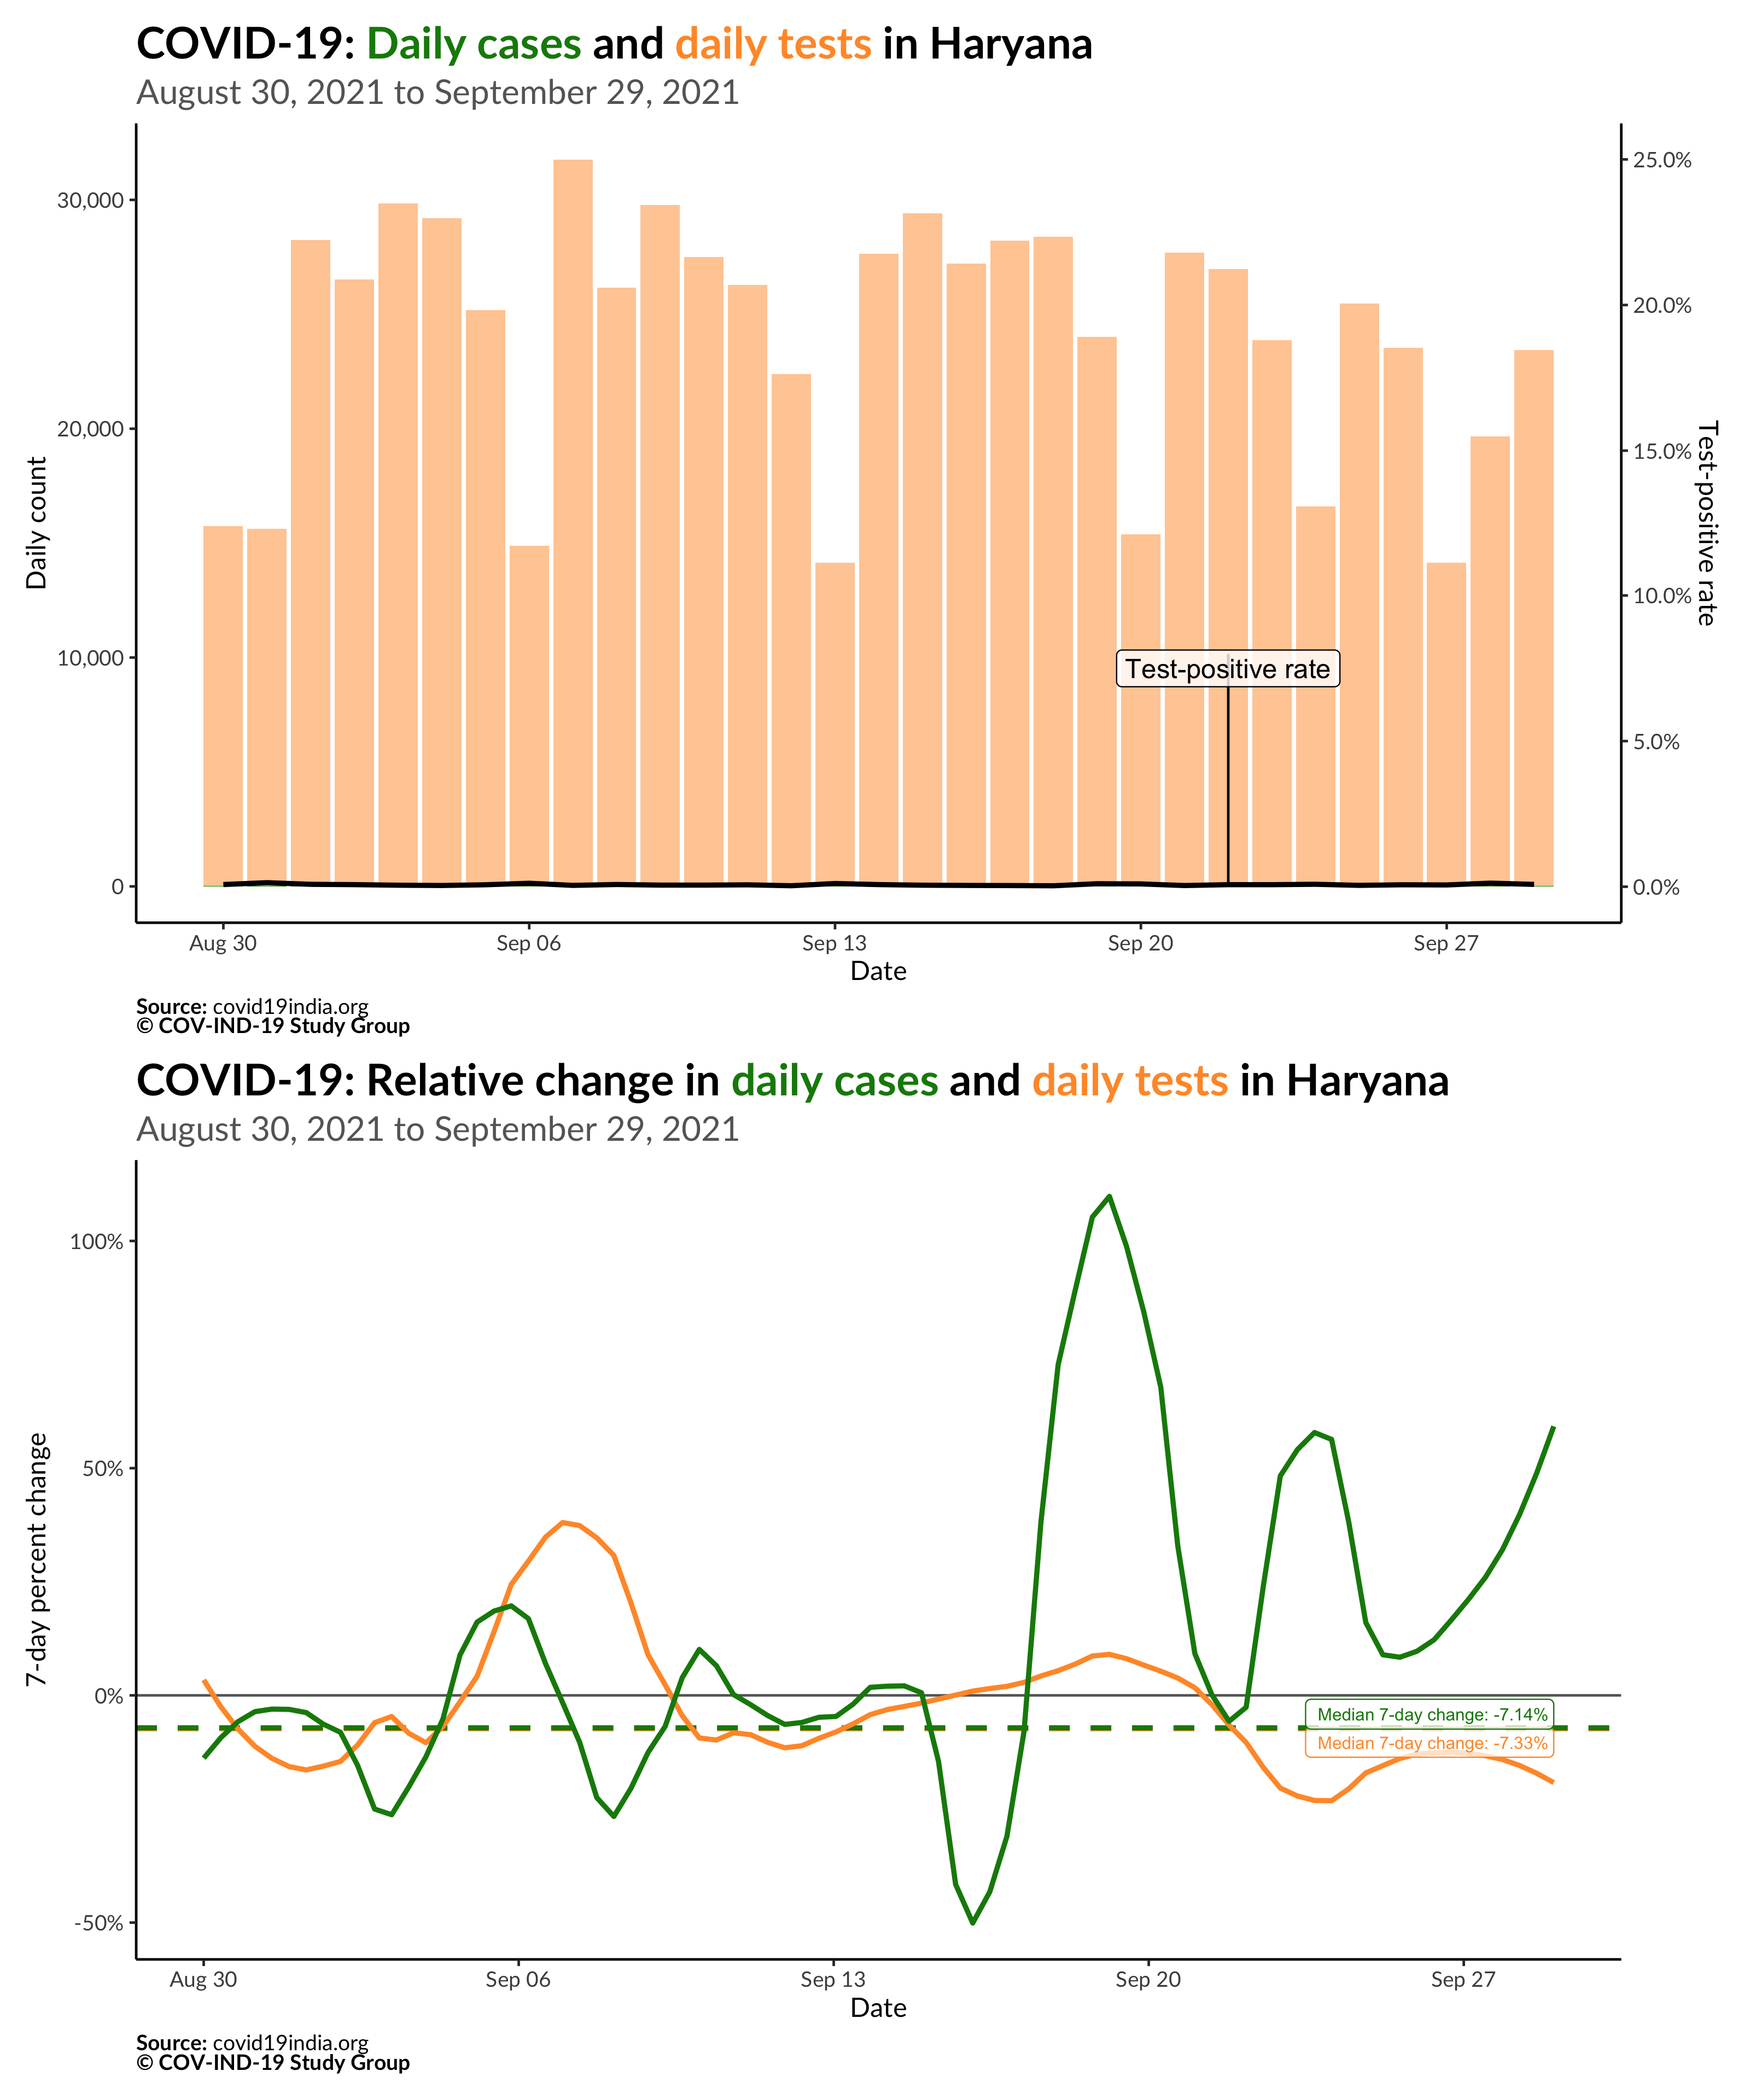 COVID-19: Daily cases and daily tests in Haryana
August 30, 2021 to September 29, 2021
30,000
20,000
10,000
0
Daily count
25.0%
20.0%
15.0%
10.0%
5.0%
0.0%
Test-positive rate
Test-positive rate
Aug 30
Sep 06
Sep 13
Sep 20
Sep 27
Date
Source: covid19india.org
© COV-IND-19 Study Group
COVID-19: Relative change in daily cases and daily tests in Haryana
August 30, 2021 to September 29, 2021
100%
50%
0%
-50%
7-day percent change
Median 7-day change: -7.14%
Median 7-day change: -7.33%
Aug 30
Sep 06
Sep 13
Sep 20
Sep 27
Date
Source: covid19india.org
© COV-IND-19 Study Group